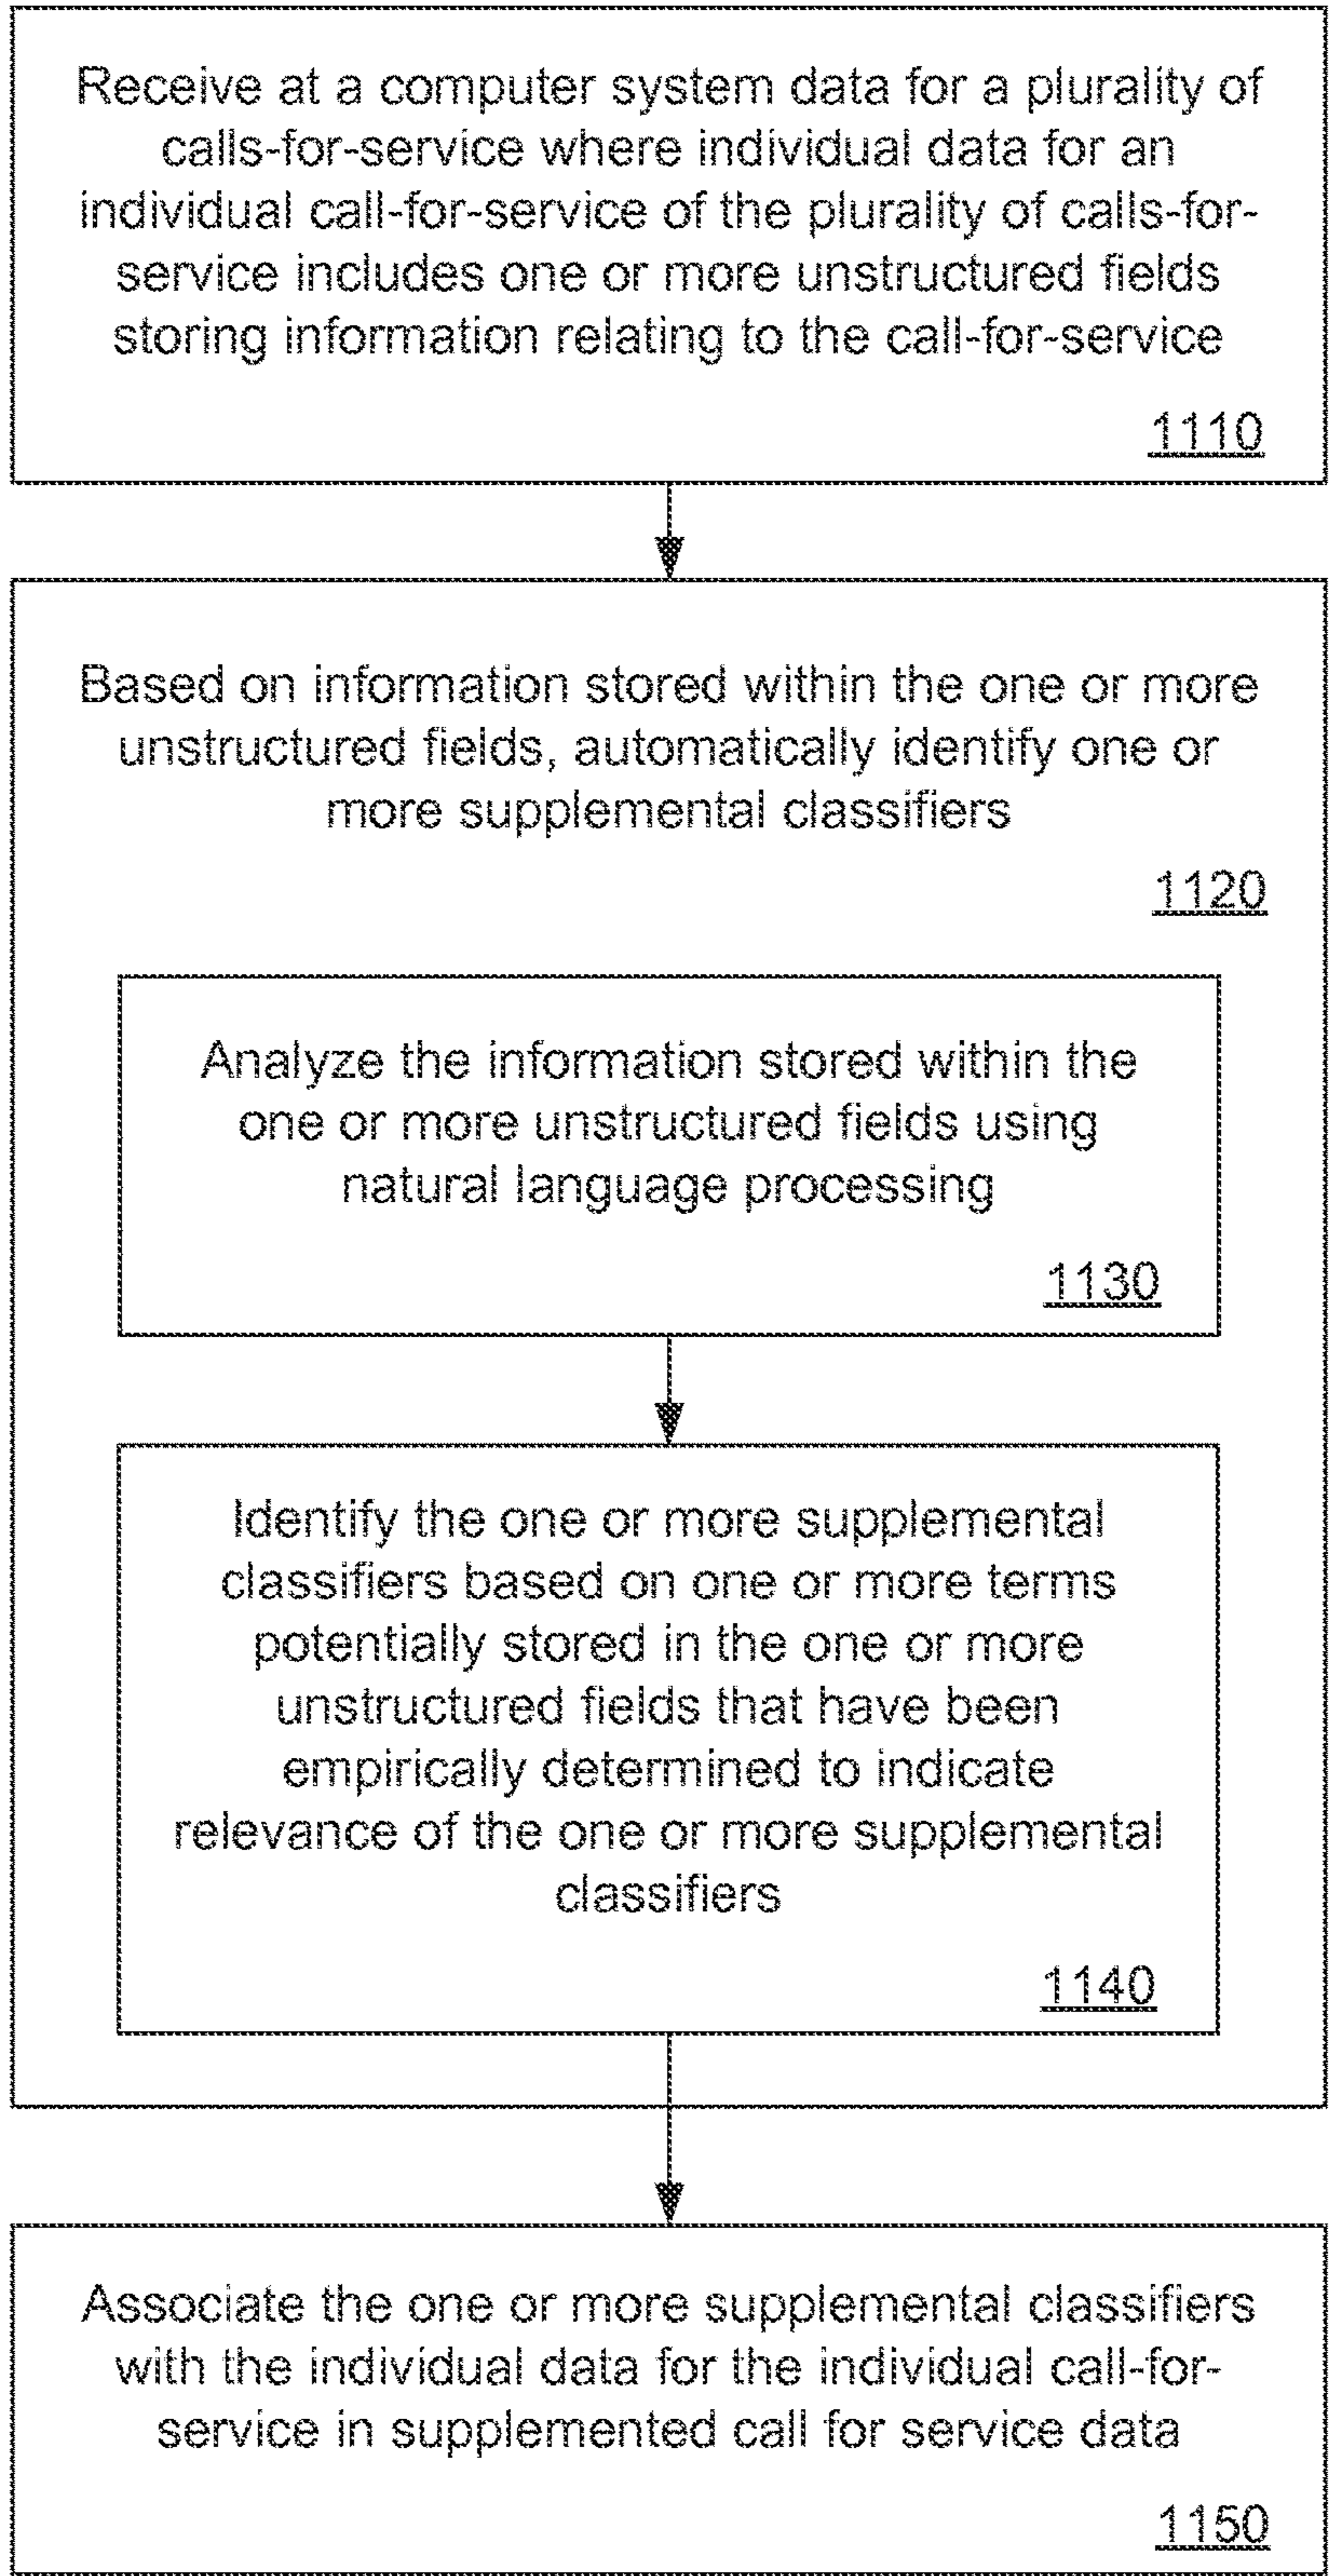 Receive at a computer system data for a plurality of
calls-for-service where individual data for an
individual call-for-service of the plurality of calls-for-
service includes one or more unstructured fields
storing information relating to the call-for-service
1110
Based on information stored within the one or more
unstructured fields, automatically identify one or
more supplemental classifiers
1120
Analyze the information stored within the
one or more unstructured fields using
natural language processing
1130
Identify the one or more supplemental
classifiers based on one or more terms
potentially stored in the one or more
unstructured fields that have been
empirically determined to indicate
relevance of the one or more supplemental
classifiers
1140
Associate the one or more supplemental classifiers
with the individual data for the individual call-for-
service in supplemented call for service data
1150